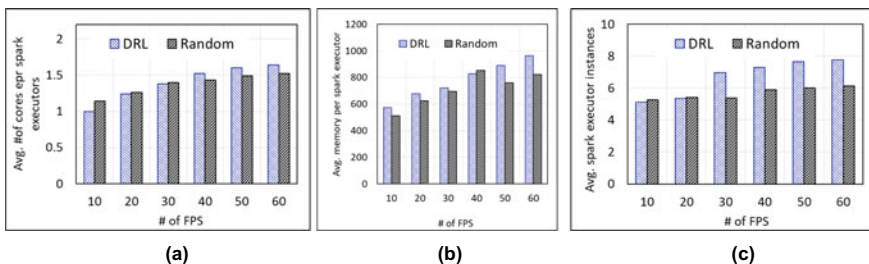 2
1.5
1
0.5
0
Avg. #of cores epr spark
executors
DRL Random
10 20 30 40 50 60
# of FPS
(a)
1200
1000
800
600
400
200
0
Avg. memory per spark executor
DRL Random
10 20 30 40 50 60
# of FPS
(b)
10
8
6
4
2
0
Avg. spark executor instances
DRL Random
10 20 30 40 50 60
# of FPS
(c)